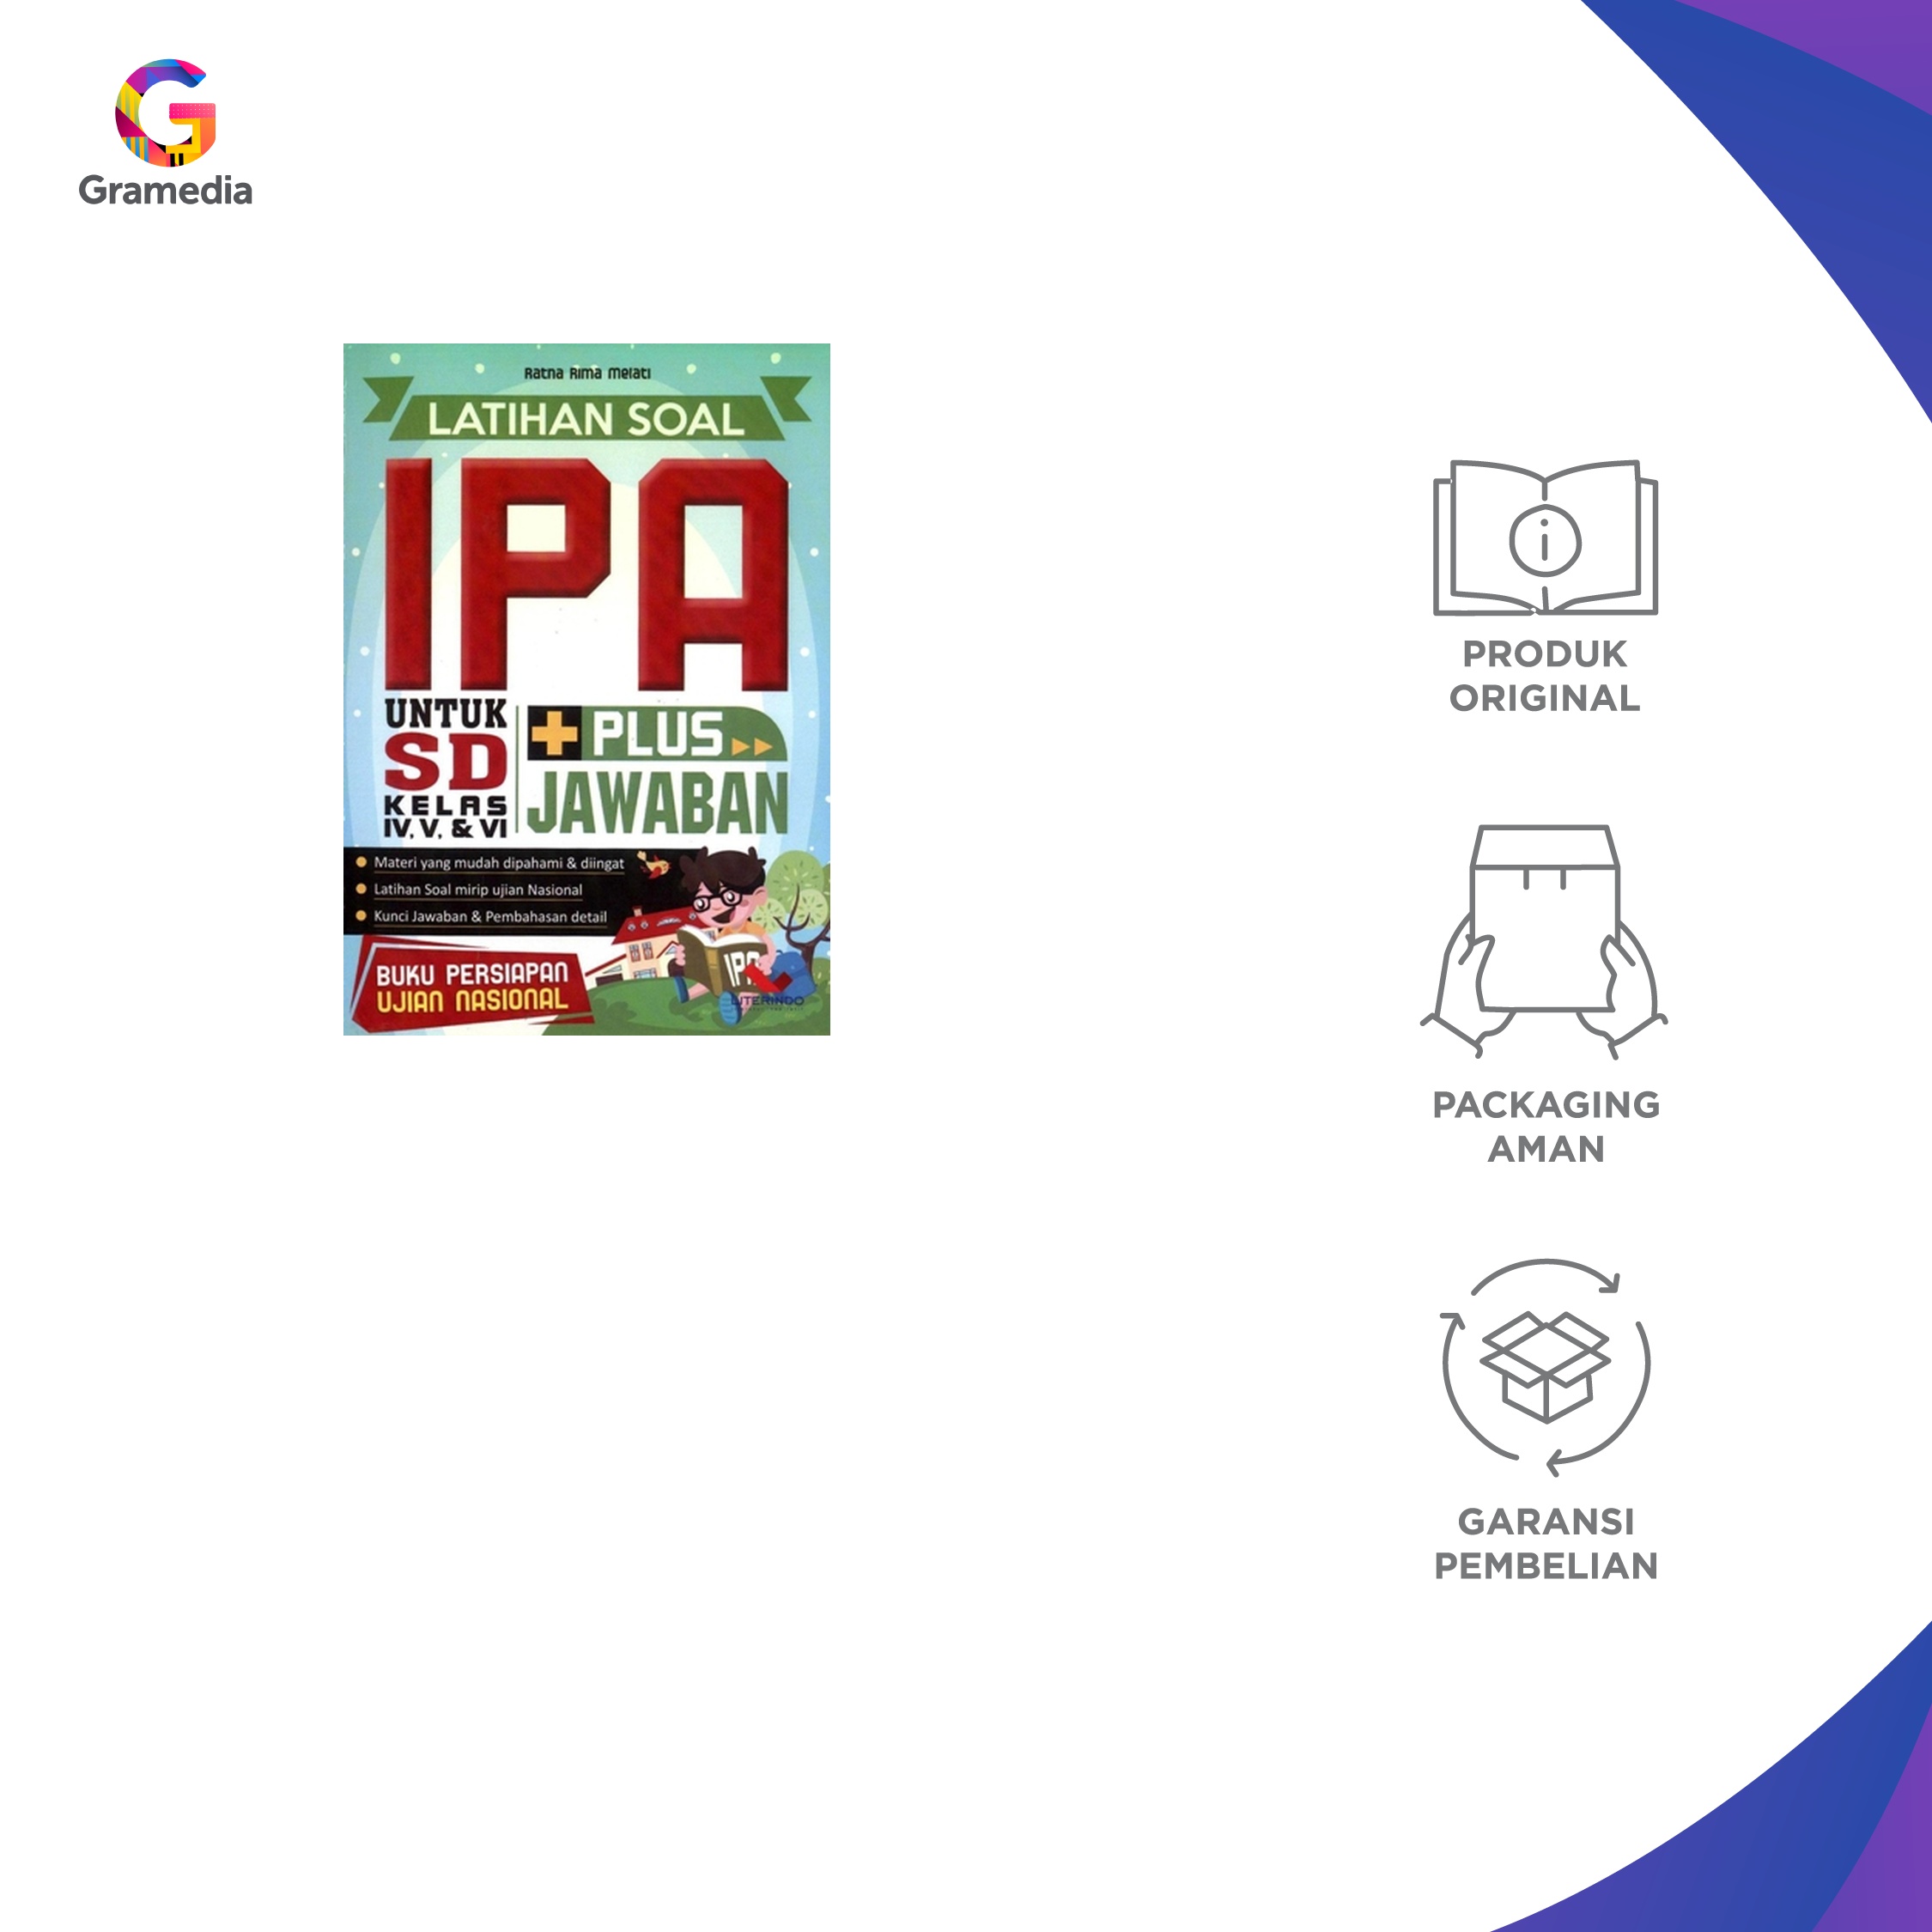 Gramedia
Ratna Rima Melati
LATIHAN SOAL
IPA
UNTUK
SD
KELAS
IV, V, & VI
+ PLUS
JAWABAN
Materi yang mudah dipahami & diingat
Latihan Soal mirip ujian Nasional
Kunci Jawaban & Pembahasan detail
BUKU PERSIAPAN
UJIAN NASIONAL
IPA
LITERINDO
PRODUK
ORIGINAL
PACKAGING
AMAN
GARANSI
PEMBELIAN